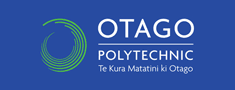 OTAGO
POLYTECHNIC
Te Kura Matatini ki Otago